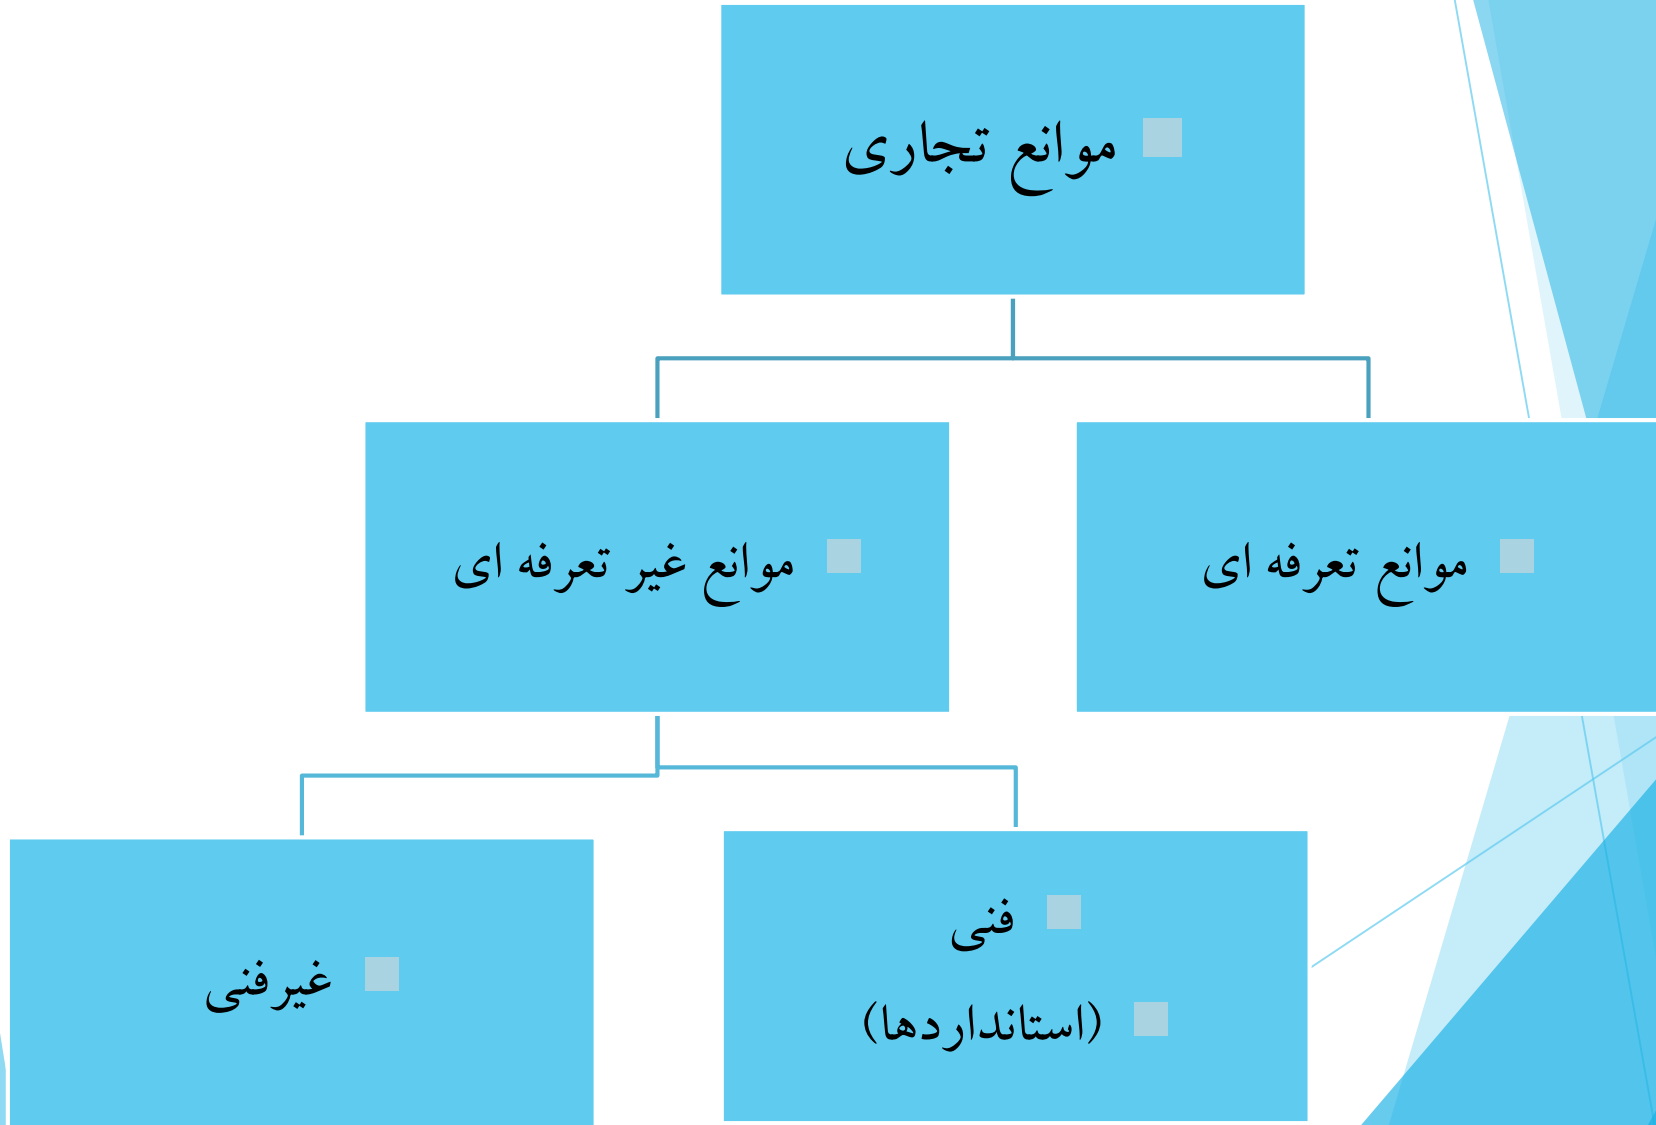 موانع تجاری
موانع تعرفه ای
موانع غیر تعرفه ای
فنی
(استانداردها)
غیرفنی